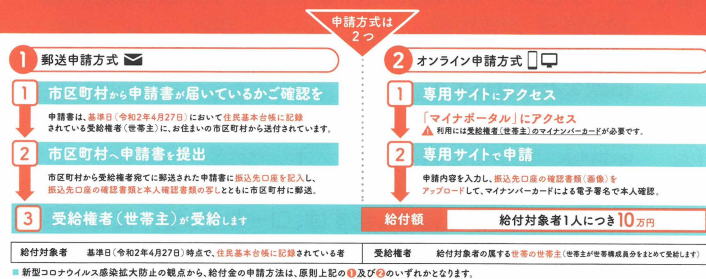 申請方式は
2つ
1 郵送申請方式
1 市区町村から申請書が届いているかご確認を
申請書は、基準日(令和2年4月27日)において住民基本台帳に記録
されている受給権者(世帯主)に、お住まいの市区町村から送付されています。
2 市区町村へ申請書を提出
市区町村から受給権者宛てに郵送された申請書に振込先口座を記入し、
振込先口座の確認書類と本人確認書類の写しとともに市区町村に郵送。
3 受給権者(世帯主)が受給します
2 オンライン申請方式
1 専用サイトにアクセス
「マイナポータル」にアクセス
利用には受給権者(世帯主)のマイナンバーカードが必要です。
2 専用サイトで申請
申請内容を入力し、振込先口座の確認書類(画像)を
アップロードして、マイナンバーカードによる電子署名で本人確認。
給付額 給付対象者1人につき10万円
給付対象者 基準日(令和2年4月27日)時点で、住民基本台帳に記録されている者
受給権者 給付対象者の属する世帯の世帯主(世帯主が世帯構成員分をまとめて受給します)
■ 新型コロナウイルス感染拡大防止の観点から、給付金の申請方法は、原則上記の❶及び❷のいずれかとなります。